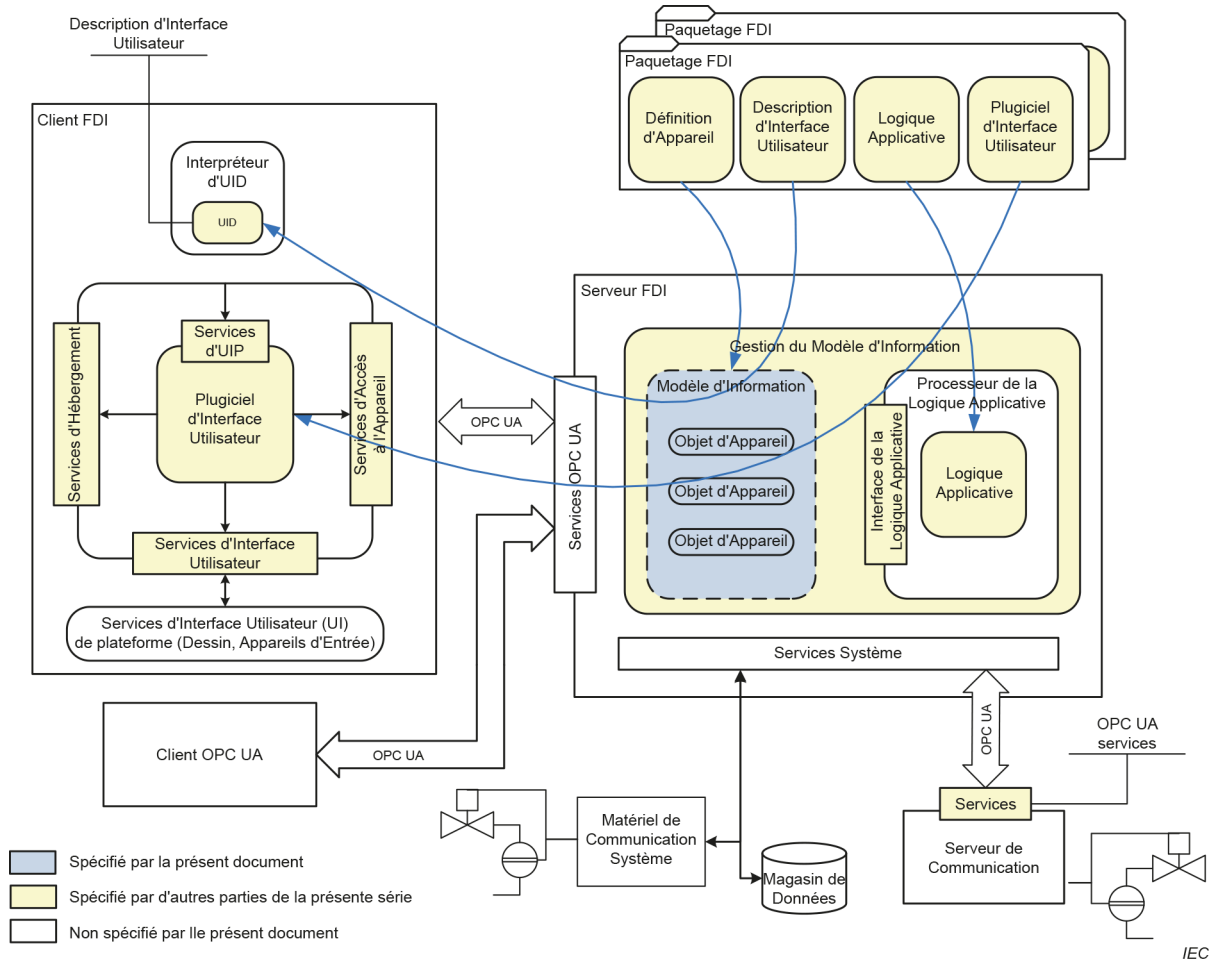 Description d'Interface
Utilisateur
Paquetage FDI
Paquetage FDI
Définition
d'Appareil
Description
d'Interface
Utilisateur
Logique
Applicative
Plugiciel
d'Interface
Utilisateur
Client FDI
Interpréteur
d'UID
UID
Services
d'UIP
Services d'Hébergement
Plugiciel
d'Interface
Utilisateur
Services d'Accès
à l'Appareil
Services d'Interface
Utilisateur
Services d'Interface Utilisateur (UI)
de plateforme (Dessin, Appareils d'Entrée)
OPC UA
Serveur FDI
Services OPC UA
Gestion du Modèle d'Information
Modèle d'Information
Objet d'Appareil
Objet d'Appareil
Objet d'Appareil
Processeur de la
Logique Applicative
Interface de la
Logique Applicative
Logique
Applicative
Services Système
Client OPC UA
OPC UA
OPC UA
OPC UA
services
Services
Serveur de
Communication
Matériel de
Communication
Système
Magasin de
Données
Spécifié par la présent document
Spécifié par d'autres parties de la présente série
Non spécifié par lle présent document
IEC